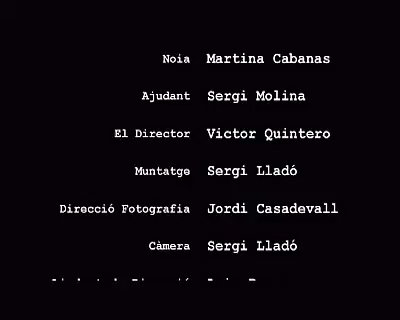 Noia Martina Cabanas
Ajudant Sergi Molina
El Director Victor Quintero
Muntatge Sergi Lladó
Direcció Fotografia Jordi Casadevall
Càmera Sergi Lladó